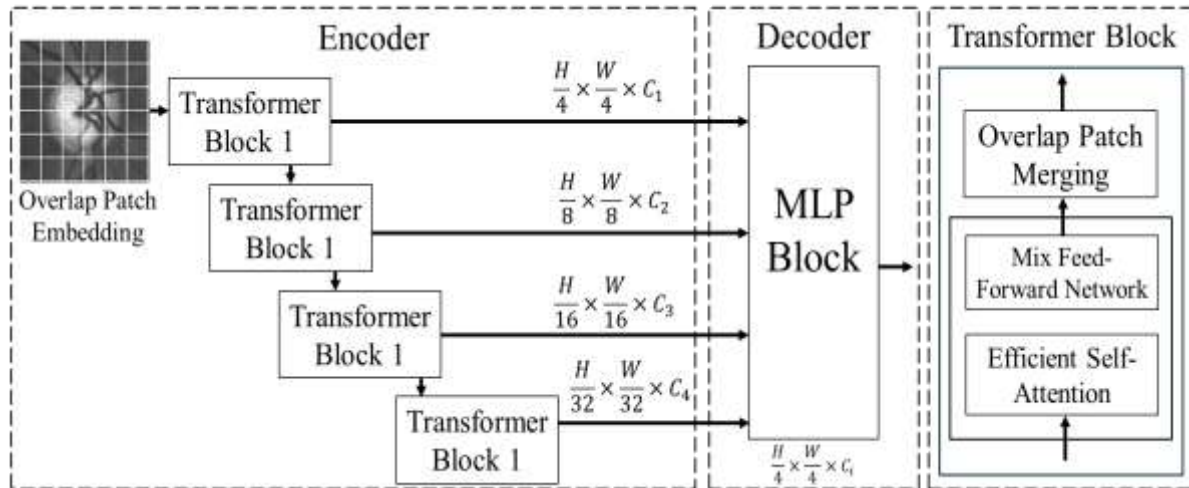 Encoder
Overlap Patch
Embedding
Transformer
Block 1
Transformer
Block 1
Transformer
Block 1
Transformer
Block 1
H/4 × W/4 × C₁
H/8 × W/8 × C₂
H/16 × W/16 × C₃
H/32 × W/32 × C₄
Decoder
MLP
Block
H/4 × W/4 × Cᵢ
Transformer Block
Overlap Patch
Merging
Mix Feed-
Forward Network
Efficient Self-
Attention